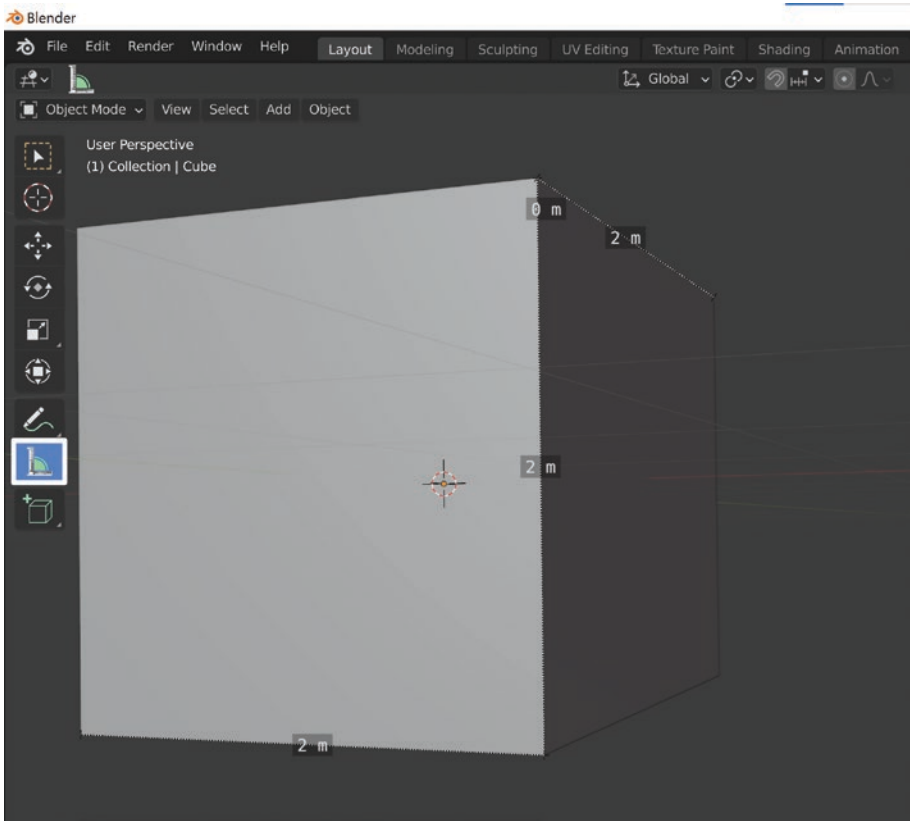 Blender
File Edit Render Window Help Layout Modeling Sculpting UV Editing Texture Paint Shading Animation
Global
Object Mode View Select Add Object
User Perspective
(1) Collection | Cube
0 m
2 m
2 m
2 m